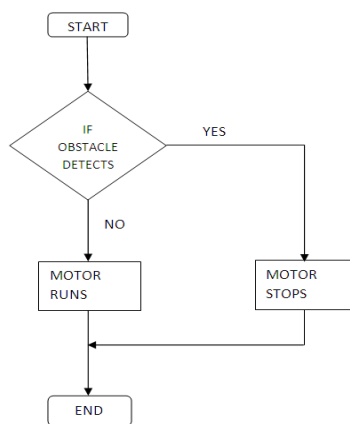 START
IF
OBSTACLE
DETECTS
YES
NO
MOTOR
RUNS
MOTOR
STOPS
END